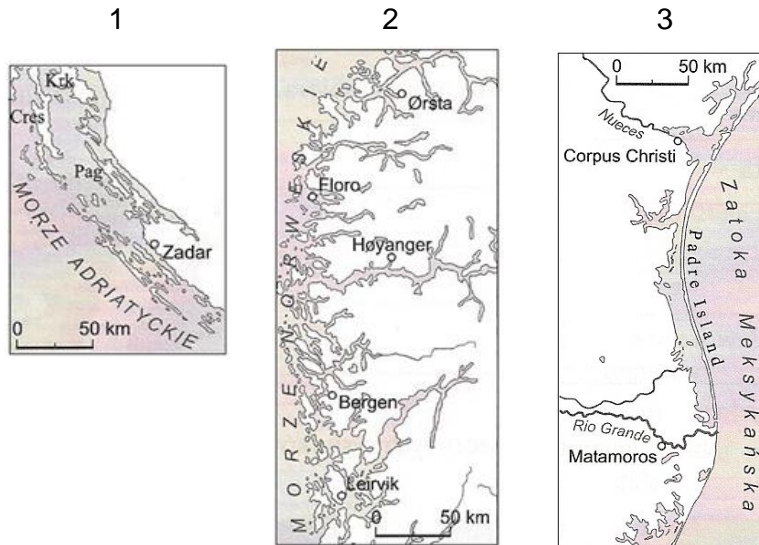 1
2
3
Krk
Cres
Pag
Zadar
MORZE ADRIATYCKIE
0 50 km
Ørsta
Floro
Høyanger
Bergen
Leirvik
MORZE NORWESKIE
0 50 km
0 50 km
Nueces
Corpus Christi
Padre Island
Zatoka Meksykańska
Rio Grande
Matamoros